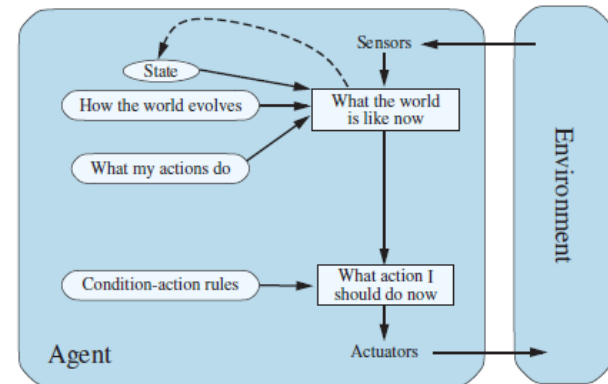 Sensors
State
How the world evolves
What the world
is like now
What my actions do
Condition-action rules
What action I
should do now
Agent
Actuators
Environment